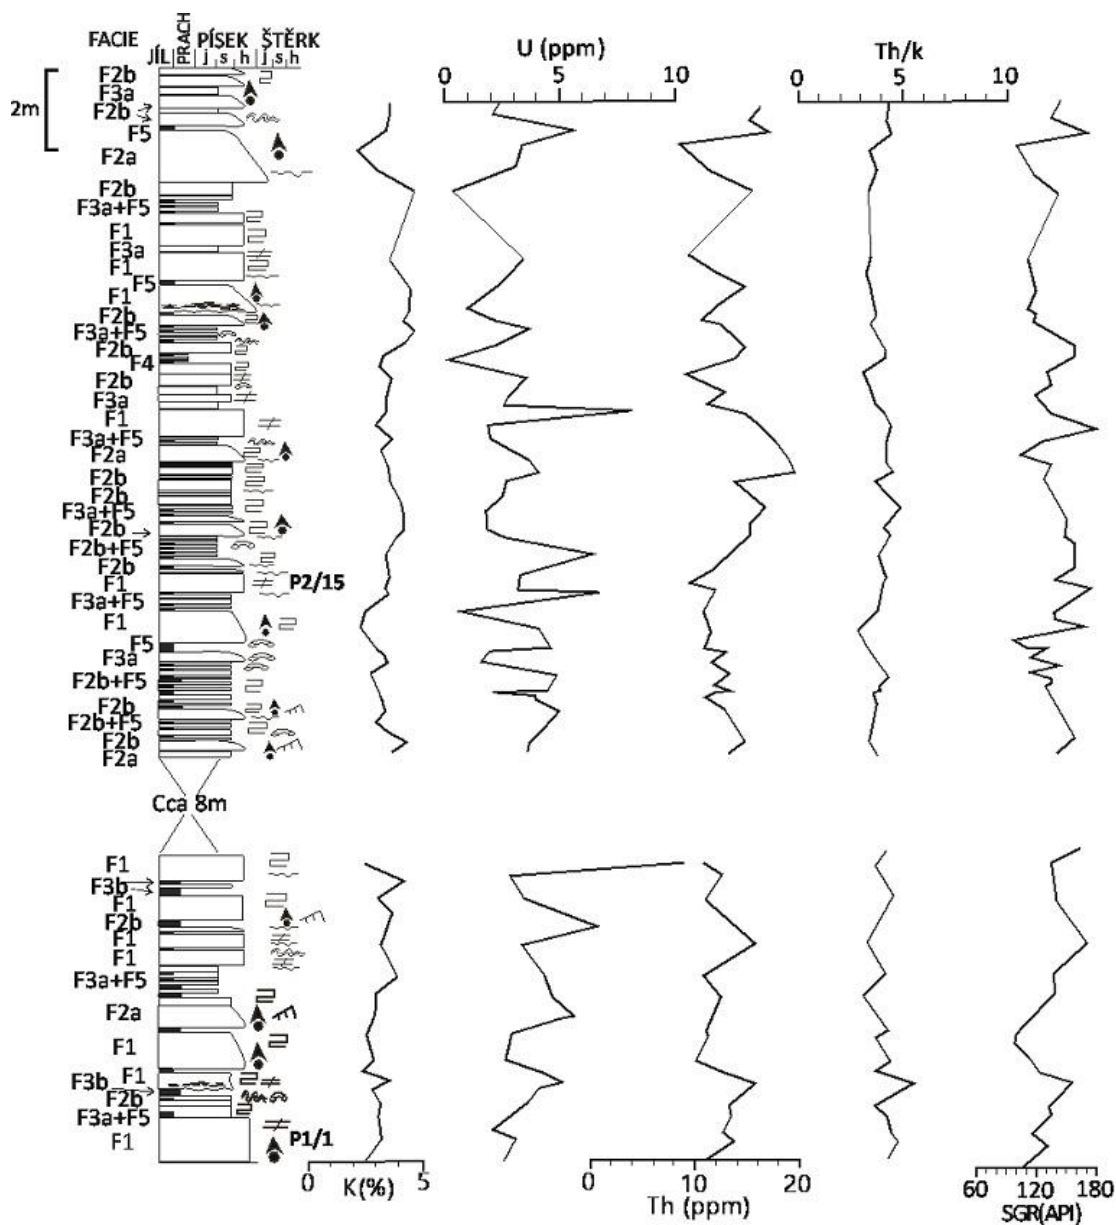 U (ppm)
Th/k
FACIE
JÍL
PRACH
PÍSEK
ŠTĚRK
j s h j s h
0 5 10
0 5 10
2m
F2b
F3a
F2b
F5
F2a
F2b
F3a+F5
F1
F3a
F1
F5
F1
F2b
F3a+F5
F2b
F4
F2b
F3a
F1
F3a+F5
F2a
F2b
F2b
F3a+F5
F2b
F2b+F5
F2b
F1 P2/15
F3a+F5
F1
F5
F3a
F2b+F5
F2b
F2b+F5
F2b
F2a
Cca 8m
F1
F3b
F1
F2b
F1
F1
F3a+F5
F2a
F1
F1
F3b
F2b
F3a+F5
F1 P1/1
0 5
K(%)
0 10 20
Th (ppm)
60 120 180
SGR(API)